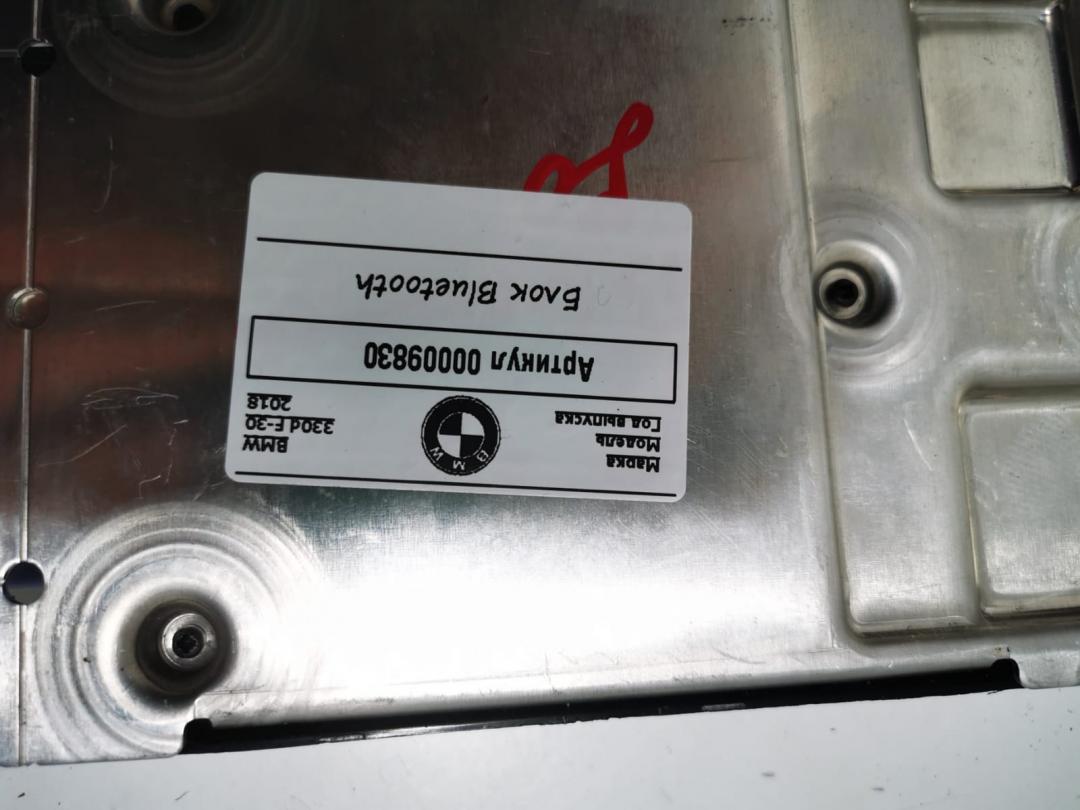 Марка
BMW
Модель
330d F-30
Год выпуска
2018
B M W
Артикул 00009830
Блок Bluetooth